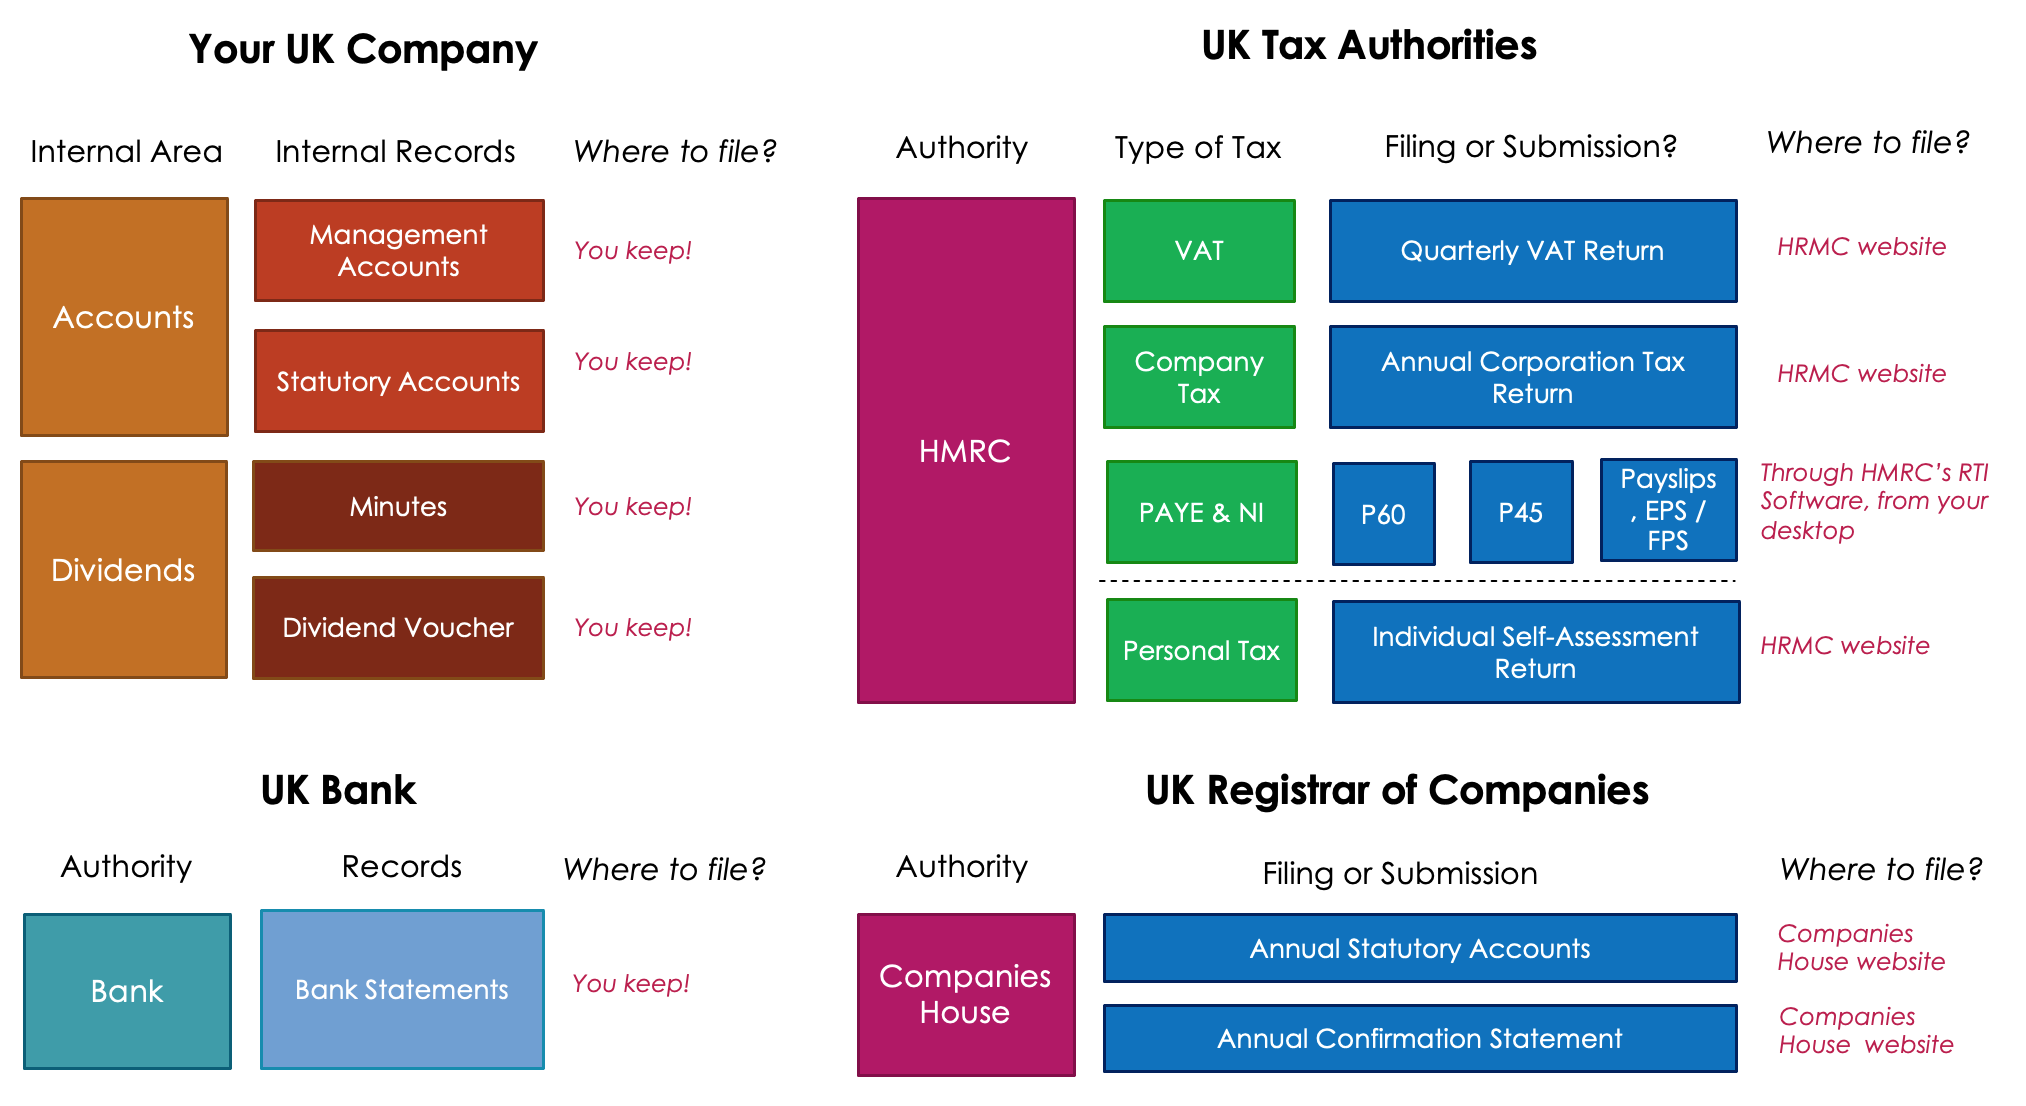 Your UK Company
Internal Area
Internal Records
Where to file?
Accounts
Management
Accounts
You keep!
Statutory Accounts
You keep!
Dividends
Minutes
You keep!
Dividend Voucher
You keep!
UK Tax Authorities
Authority
Type of Tax
Filing or Submission?
Where to file?
HMRC
VAT
Quarterly VAT Return
HRMC website
Company
Tax
Annual Corporation Tax
Return
HRMC website
PAYE & NI
P60
P45
Payslips
, EPS /
FPS
Through HMRC’s RTI
Software, from your
desktop
Personal Tax
Individual Self-Assessment
Return
HRMC website
UK Bank
Authority
Records
Where to file?
Bank
Bank Statements
You keep!
UK Registrar of Companies
Authority
Filing or Submission
Where to file?
Companies
House
Annual Statutory Accounts
Companies
House website
Annual Confirmation Statement
Companies
House  website